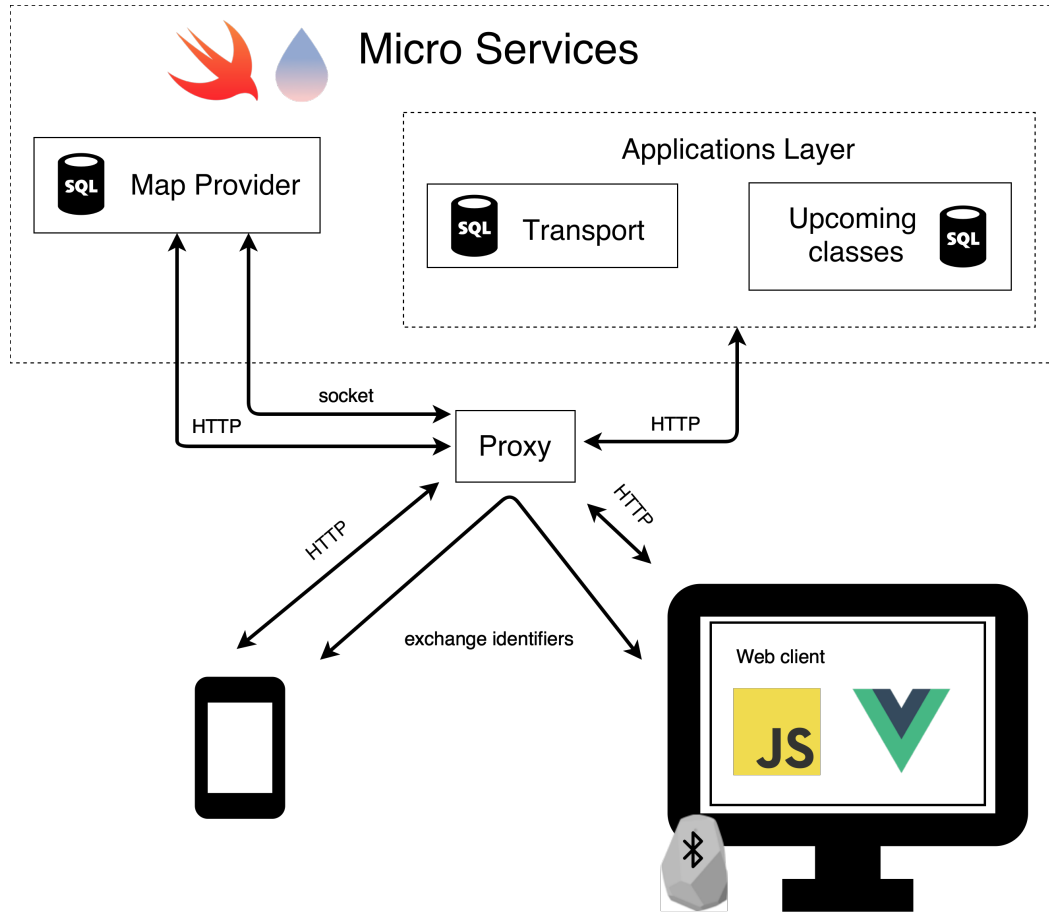 Micro Services
Applications Layer
SQL
Map Provider
SQL
Transport
Upcoming
classes
SQL
socket
HTTP
HTTP
Proxy
HTTP
HTTP
exchange identifiers
Web client
JS